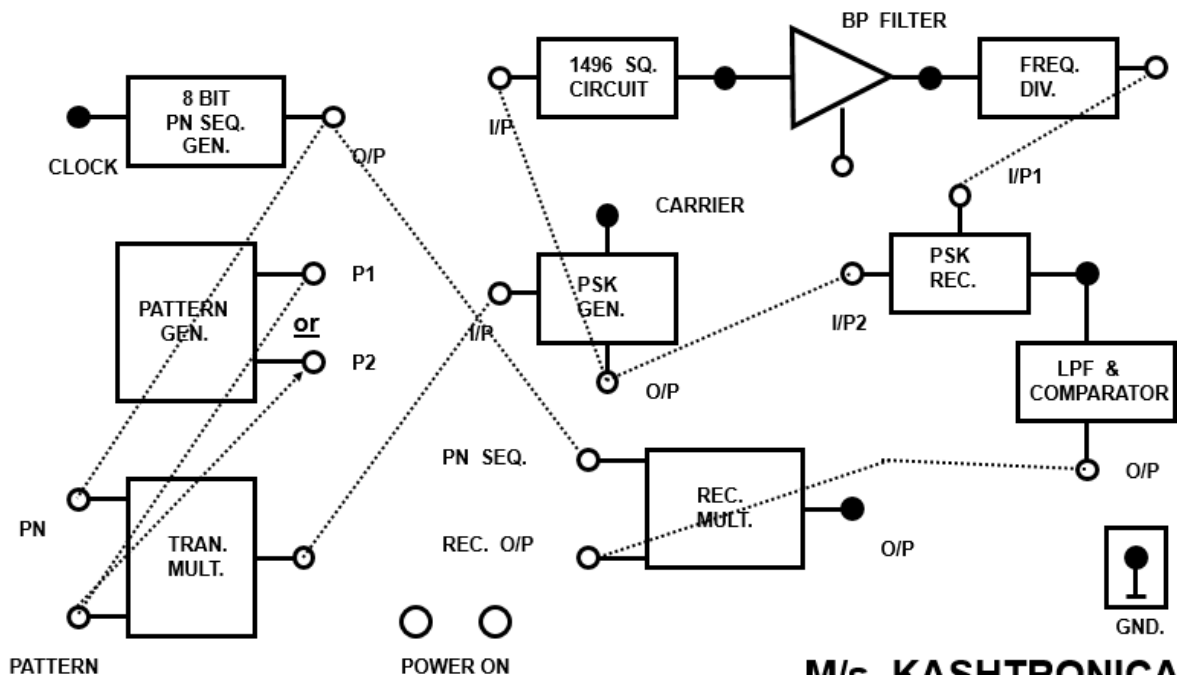 BP FILTER
1496 SQ.
CIRCUIT
FREQ.
DIV.
8 BIT
PN SEQ.
GEN.
CLOCK
O/P
I/P
I/P1
CARRIER
PATTERN
GEN.
P1
or
P2
PSK
GEN.
I/P
O/P
PSK
REC.
I/P2
LPF &
COMPARATOR
O/P
PN SEQ.
REC. O/P
REC.
MULT.
O/P
PN
TRAN.
MULT.
PATTERN
POWER ON
GND.
M/s KASHTRONICA